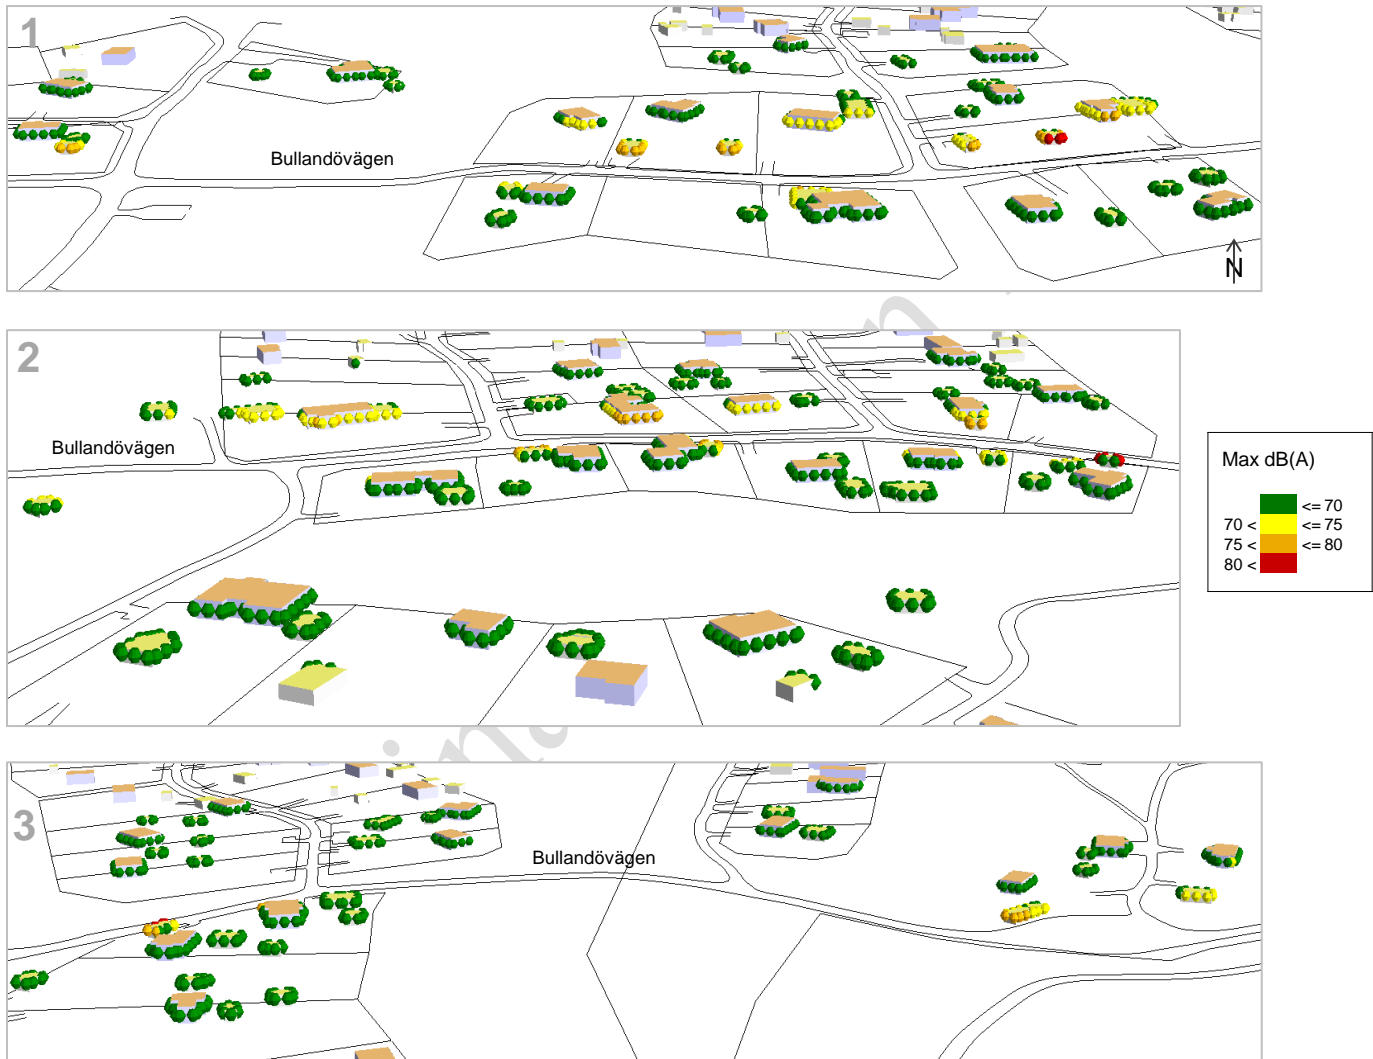 1
Bullandövägen
N
2
Bullandövägen
Max dB(A)
<= 70
70 < <= 75
75 < <= 80
80 <
3
Bullandövägen